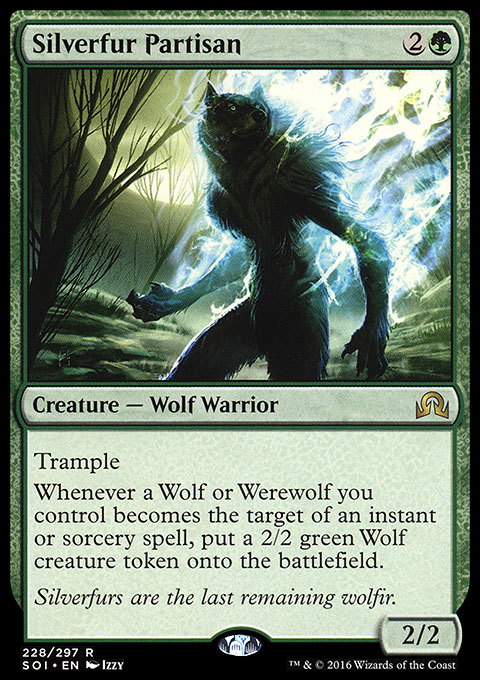 Silverfur Partisan 2
Creature — Wolf Warrior
Trample
Whenever a Wolf or Werewolf you
control becomes the target of an instant
or sorcery spell, put a 2/2 green Wolf
creature token onto the battlefield.
Silverfurs are the last remaining wolfir.
2/2
228/297 R
SOI • EN Izzy
™ & © 2016 Wizards of the Coast